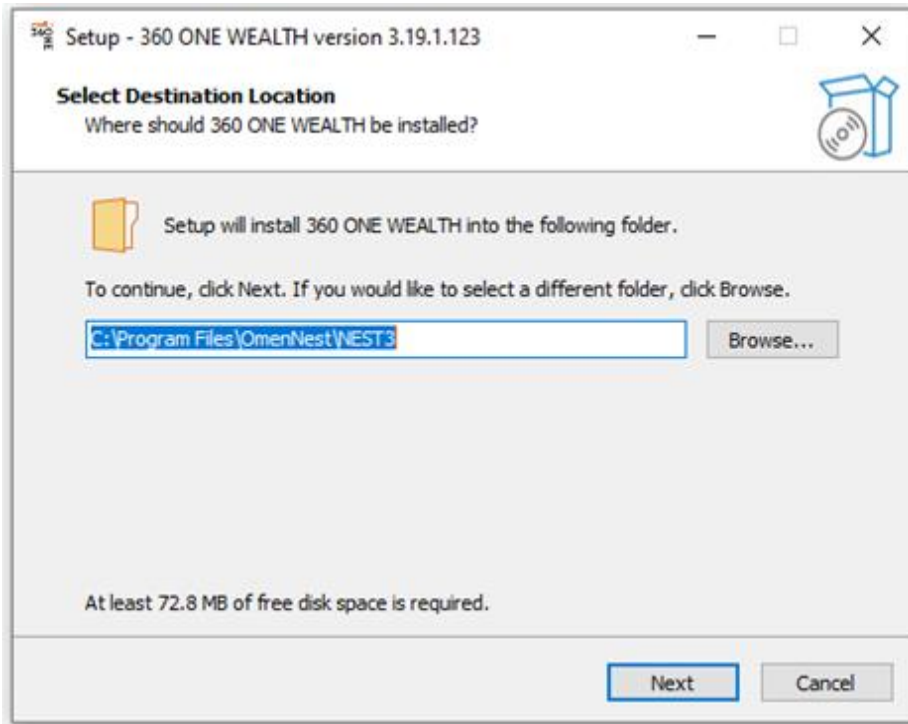 Setup - 360 ONE WEALTH version 3.19.1.123
Select Destination Location
Where should 360 ONE WEALTH be installed?
Setup will install 360 ONE WEALTH into the following folder.
To continue, click Next. If you would like to select a different folder, click Browse.
C:\Program Files\OmenNest\NEST3
Browse...
At least 72.8 MB of free disk space is required.
Next
Cancel